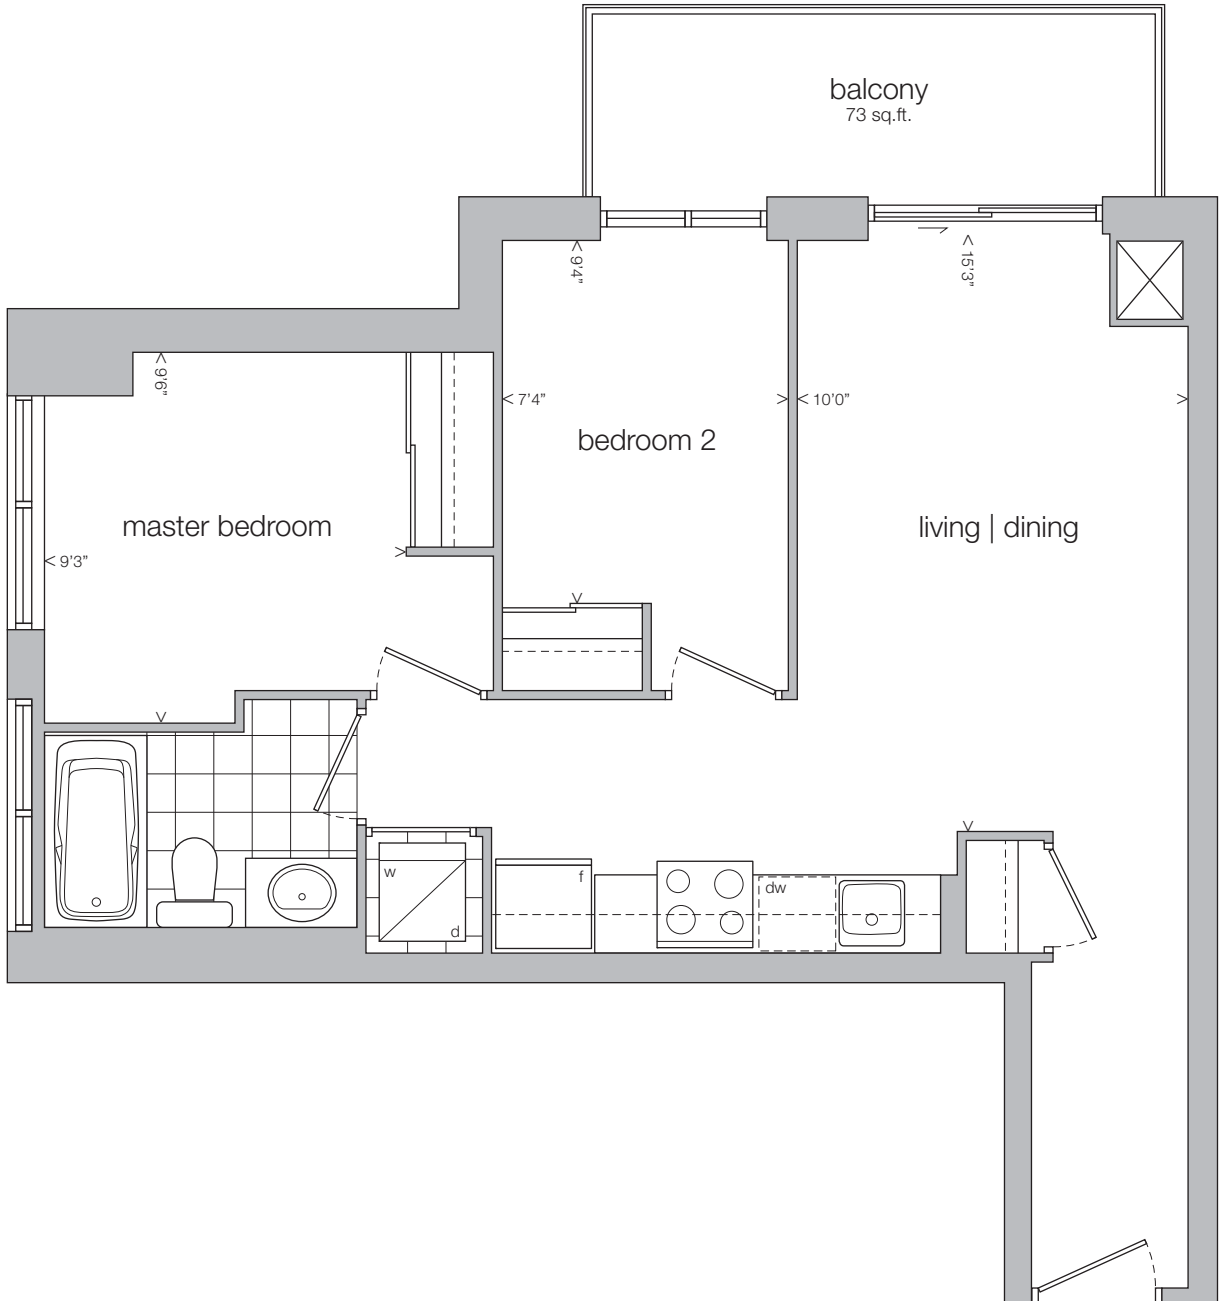 balcony
73 sq.ft.
9'4"
15'3"
9'6"
7'4"
10'0"
bedroom 2
master bedroom
living | dining
9'3"
w
d
f
dw